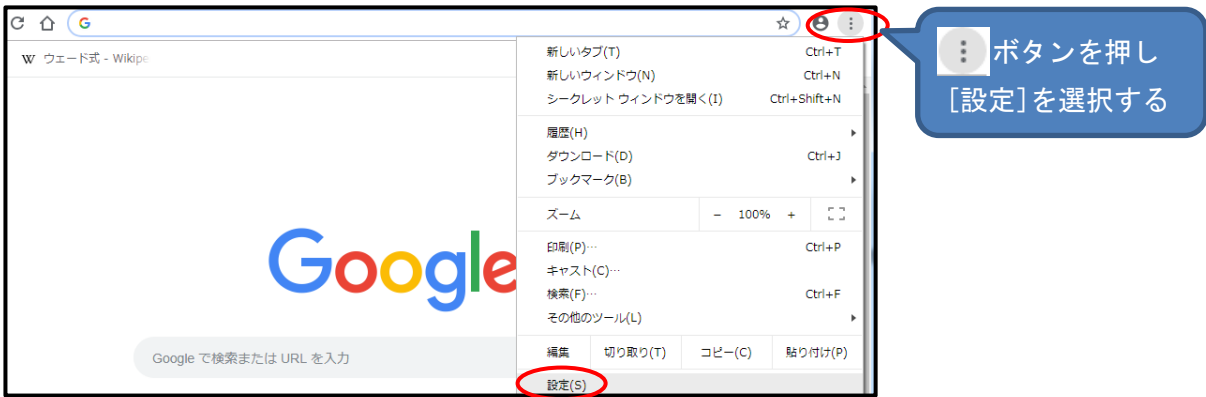 G
W ウェード式 - Wikipe
新しいタブ(T) Ctrl+T
新しいウィンドウ(N) Ctrl+N
シークレット ウィンドウを開く(I) Ctrl+Shift+N
履歴(H)
ダウンロード(D) Ctrl+J
ブックマーク(B)
ズーム - 100% +
印刷(P)… Ctrl+P
キャスト(C)…
検索(F)… Ctrl+F
その他のツール(L)
編集 切り取り(T) コピー(C) 貼り付け(P)
設定(S)
Google
Google で検索または URL を入力
ボタンを押し
[設定]を選択する